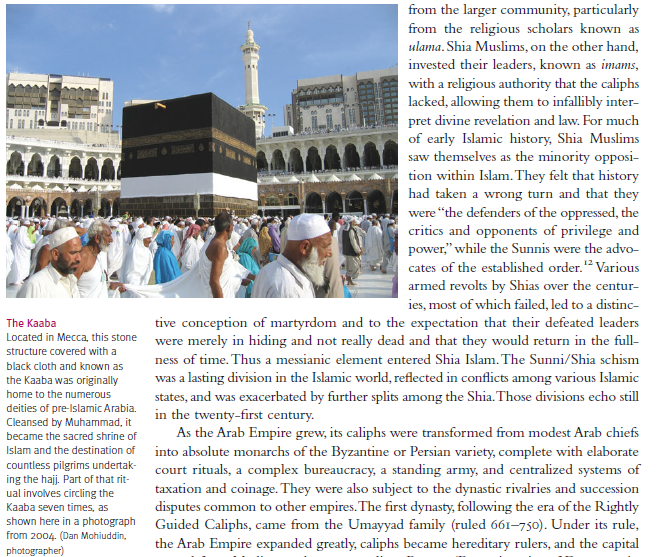 from the larger community, particularly
from the religious scholars known as
ulama. Shia Muslims, on the other hand,
invested their leaders, known as imams,
with a religious authority that the caliphs
lacked, allowing them to infallibly inter-
pret divine revelation and law. For much
of early Islamic history, Shia Muslims
saw themselves as the minority opposi-
tion within Islam. They felt that history
had taken a wrong turn and that they
were “the defenders of the oppressed, the
critics and opponents of privilege and
power,” while the Sunnis were the advo-
cates of the established order.¹² Various
armed revolts by Shias over the centur-
ies, most of which failed, led to a distinc-
tive conception of martyrdom and to the expectation that their defeated leaders
were merely in hiding and not really dead and that they would return in the full-
ness of time. Thus a messianic element entered Shia Islam. The Sunni/Shia schism
was a lasting division in the Islamic world, reflected in conflicts among various Islamic
states, and was exacerbated by further splits among the Shia. Those divisions echo still
in the twenty-first century.
As the Arab Empire grew, its caliphs were transformed from modest Arab chiefs
into absolute monarchs of the Byzantine or Persian variety, complete with elaborate
court rituals, a complex bureaucracy, a standing army, and centralized systems of
taxation and coinage. They were also subject to the dynastic rivalries and succession
disputes common to other empires. The first dynasty, following the era of the Rightly
Guided Caliphs, came from the Umayyad family (ruled 661–750). Under its rule,
the Arab Empire expanded greatly, caliphs became hereditary rulers, and the capital
The Kaaba
Located in Mecca, this stone
structure covered with a
black cloth and known as
the Kaaba was originally
home to the numerous
deities of pre-Islamic Arabia.
Cleansed by Muhammad, it
became the sacred shrine of
Islam and the destination of
countless pilgrims undertak-
ing the hajj. Part of that rit-
ual involves circling the
Kaaba seven times, as
shown here in a photograph
from 2004. (Dan Mohiuddin,
photographer)